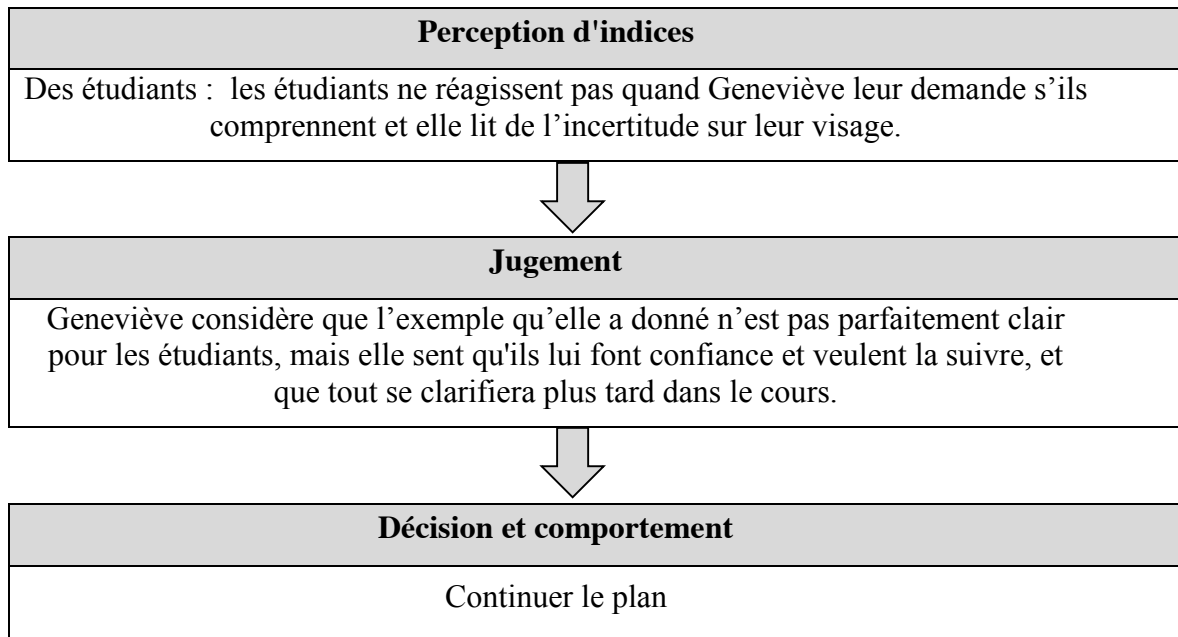 Perception d'indices
Des étudiants :  les étudiants ne réagissent pas quand Geneviève leur demande s’ils
comprennent et elle lit de l’incertitude sur leur visage.
Jugement
Geneviève considère que l’exemple qu’elle a donné n’est pas parfaitement clair
pour les étudiants, mais elle sent qu'ils lui font confiance et veulent la suivre, et
que tout se clarifiera plus tard dans le cours.
Décision et comportement
Continuer le plan